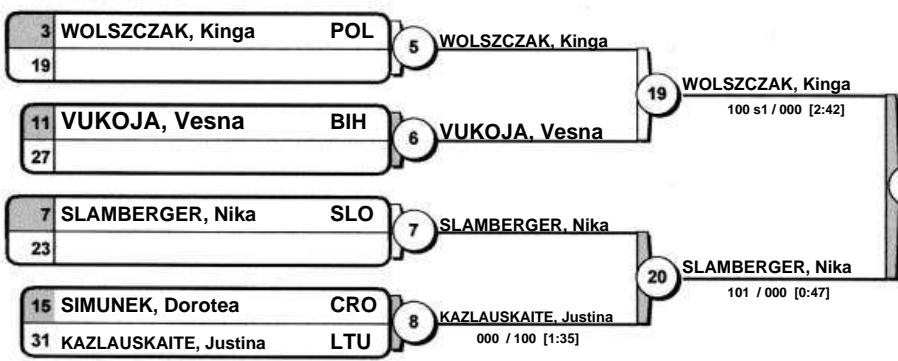 3 WOLSZCZAK, Kinga POL
19
5
WOLSZCZAK, Kinga
11 VUKOJA, Vesna BIH
27
6
VUKOJA, Vesna
19
WOLSZCZAK, Kinga
100 s1 / 000 [2:42]
7 SLAMBERGER, Nika SLO
23
7
SLAMBERGER, Nika
15 SIMUNEK, Dorotea CRO
31 KAZLAUSKAITE, Justina LTU
8
KAZLAUSKAITE, Justina
000 / 100 [1:35]
20
SLAMBERGER, Nika
101 / 000 [0:47]